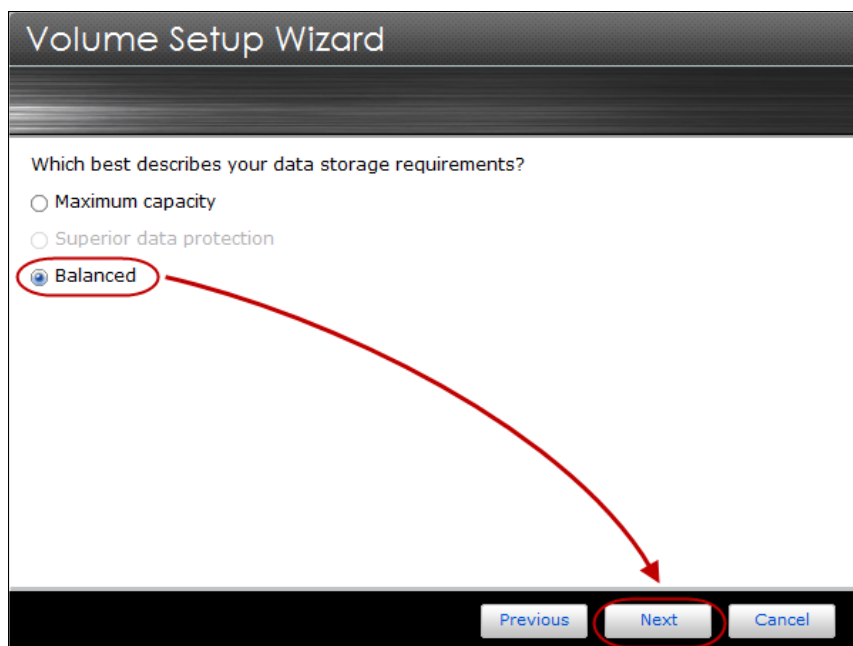 Volume Setup Wizard
Which best describes your data storage requirements?
Maximum capacity
Superior data protection
Balanced
Previous
Next
Cancel